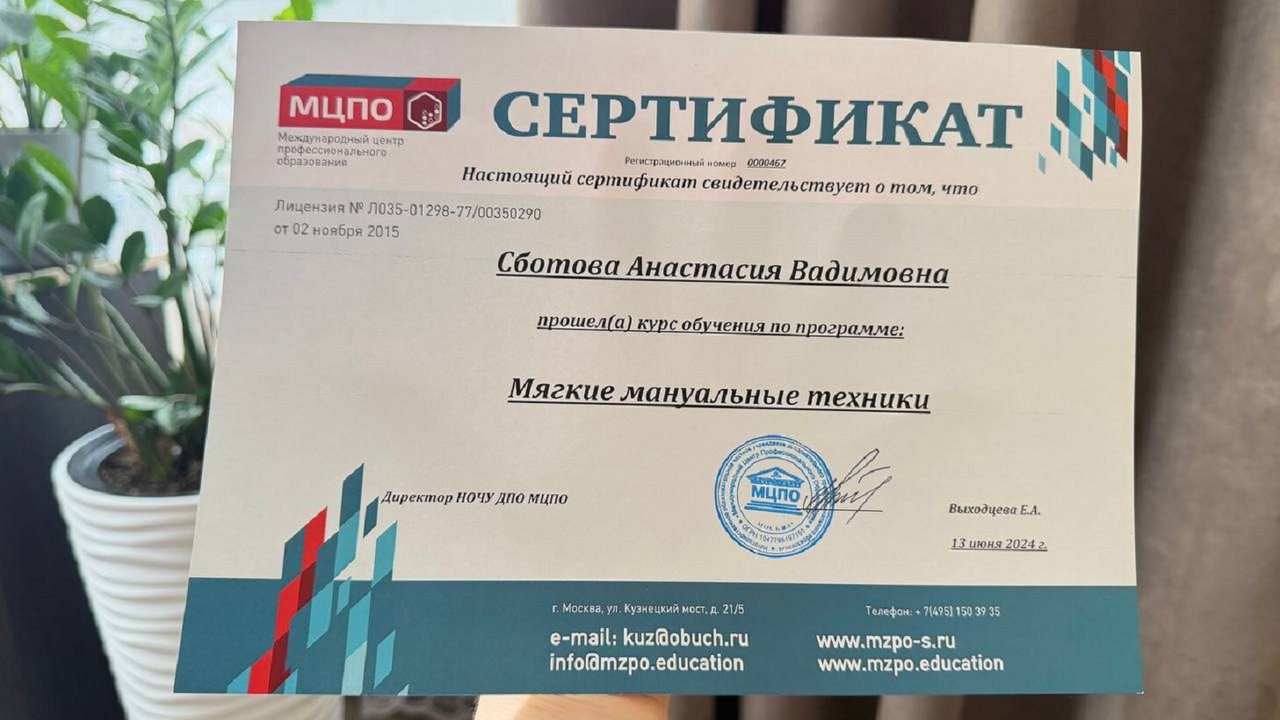 МЦПО
Международный центр
профессионального
образования
СЕРТИФИКАТ
Регистрационный номер 0000467
Настоящий сертификат свидетельствует о том, что
Лицензия № Л035-01298-77/00350290
от 02 ноября 2015
Сботова Анастасия Вадимовна
прошел(а) курс обучения по программе:
Мягкие мануальные техники
Директор НОЧУ ДПО МЦПО
МЦПО
Выходцева Е.А.
13 июня 2024 г.
г. Москва, ул. Кузнецкий мост, д. 21/5
Телефон: + 7(495) 150 39 35
e-mail: kuz@obuch.ru
info@mzpo.education
www.mzpo-s.ru
www.mzpo.education